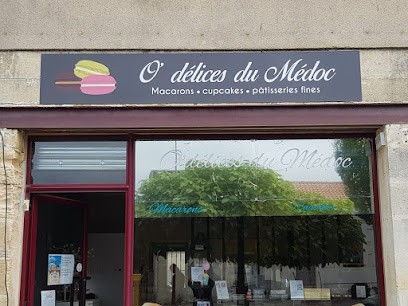 O' délices du Médoc
Macarons • cupcakes • pâtisseries fines
O' délices du Médoc
Macarons